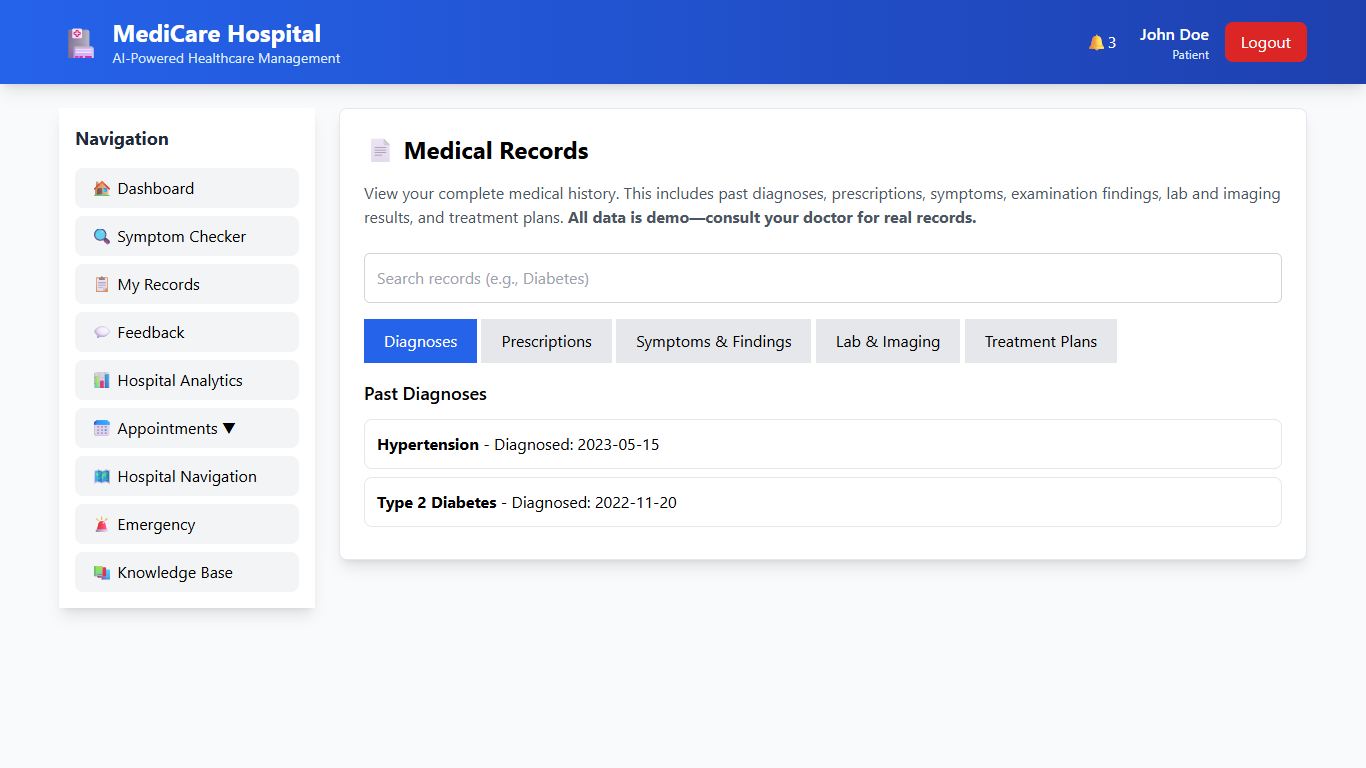 MediCare Hospital
AI-Powered Healthcare Management
3
John Doe
Patient
Logout
Navigation
Dashboard
Symptom Checker
My Records
Feedback
Hospital Analytics
Appointments ▼
Hospital Navigation
Emergency
Knowledge Base
Medical Records
View your complete medical history. This includes past diagnoses, prescriptions, symptoms, examination findings, lab and imaging
results, and treatment plans. All data is demo—consult your doctor for real records.
Search records (e.g., Diabetes)
Diagnoses
Prescriptions
Symptoms & Findings
Lab & Imaging
Treatment Plans
Past Diagnoses
Hypertension - Diagnosed: 2023-05-15
Type 2 Diabetes - Diagnosed: 2022-11-20